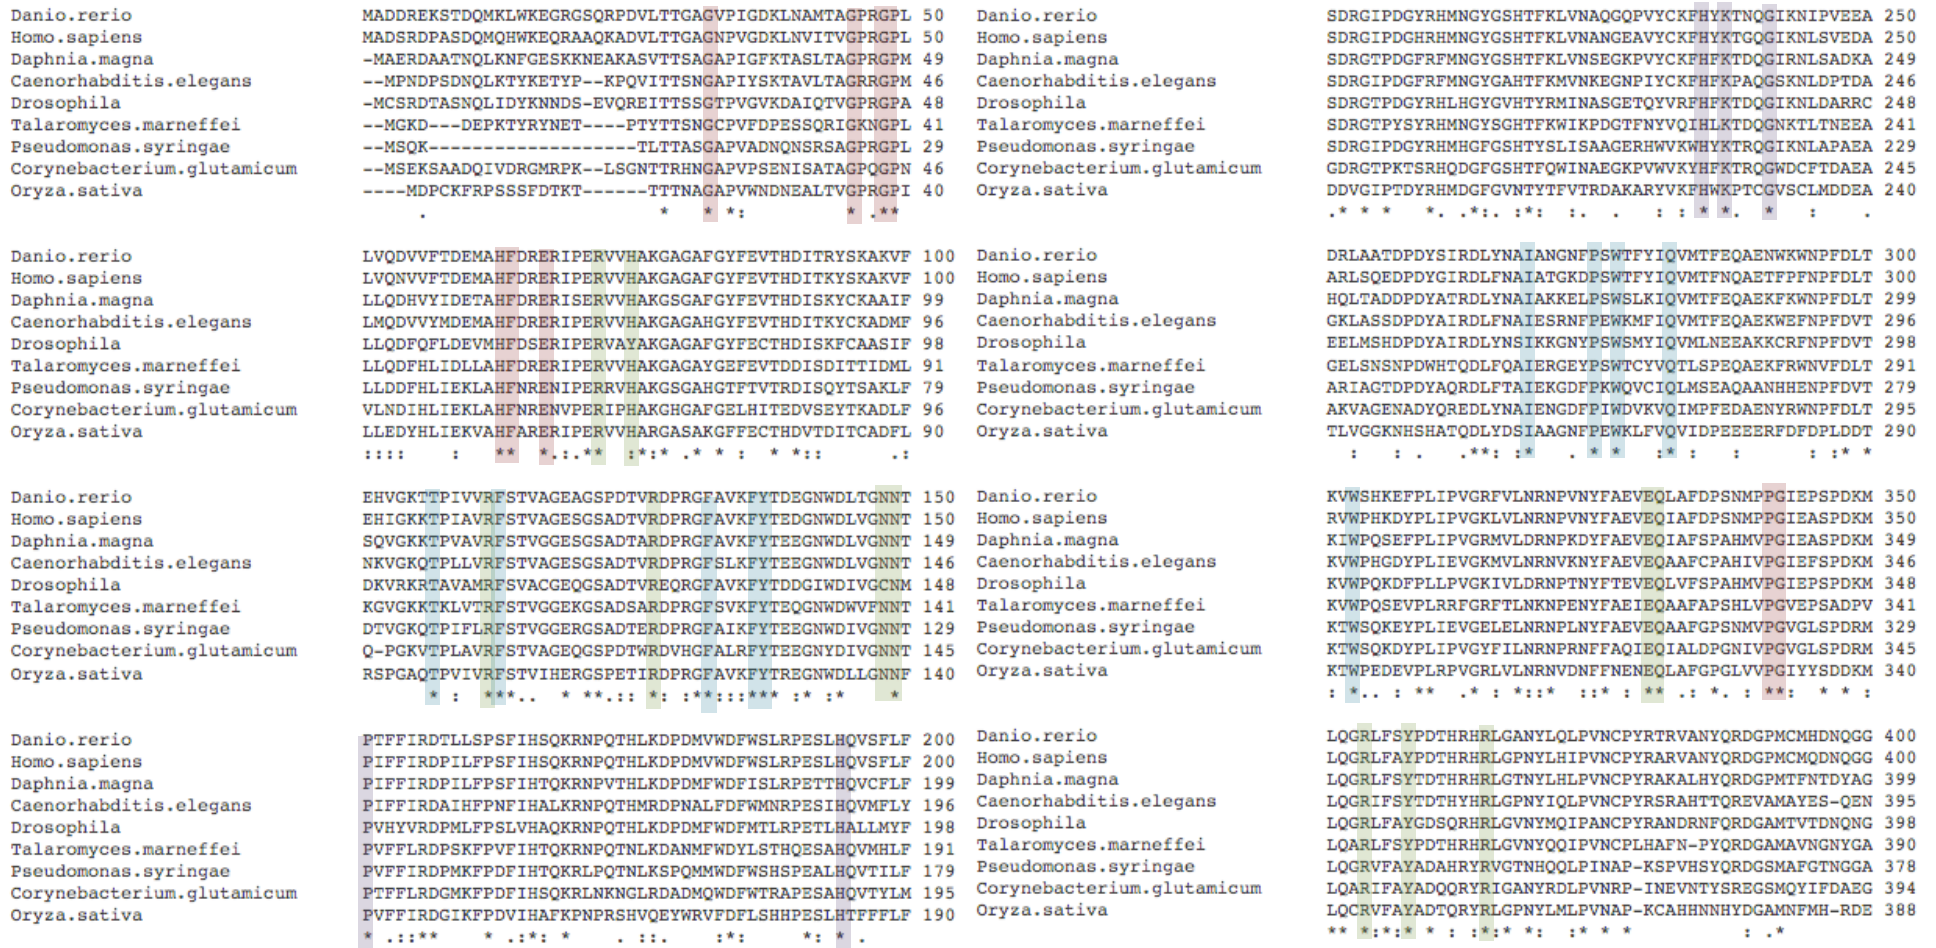 Danio.rerio MADDREKSTDQMKLWKEGRGSQRPDVLTTGAGVPIGDKLNAMTAGPRGPL 50
Homo.sapiens MADSRDPASDQMQHWKEQRAAQKADVLTTGAGNPVGDKLNVITVGPRGPL 50
Daphnia.magna -MAERDAATNQLKNFGESKKNEAKASVTTSAGAPIGFKTASLTAGPRGPM 49
Caenorhabditis.elegans --MPNDPSDNQLKTYKETYP--KPQVITTSNGAPIYSKTAVLTAGRRGPM 46
Drosophila --MCSRDTASNQLIDYKNNDS-EVQREITTSSGTPVGVKDAIQTVGPRGPA 48
Talaromyces.marneffei --MGKD---DEPKTYRYNET----PTYTTSNGCPVFDPESSQRIGKNGPL 41
Pseudomonas.syringae --MSQK-----------------TLTTASGAPVADNQNSRSAGPRGPL 29
Corynebacterium.glutamicum --MSEKSAADQIVDRGMRPK--LSGNTTTRHNGAPVPSENISATAGPQGPN 46
Oryza.sativa ----MDPCKFRPSSSFDTKT------TTTNAGAPVWNDNEALTVGPRGPI 40
. * * *: * .**
Danio.rerio LVQDVVFTDEMAHFDRERIPERVVHAKGAGAFGYFEVTHDITRYSKAKVF 100
Homo.sapiens LVQNVVFTDEMAHFDRERIPERVVHAKGAGAFGYFEVTHDITKYSKAKVF 100
Daphnia.magna LLQDHVYIDETAHFDRERISERVVHAKGSGAFGYFEVTHDISKYCKAAIF 99
Caenorhabditis.elegans LMQDVVYMDEMAHFDRERIPERVVHAKGAGAHGYFEVTHDITKYCKADMF 96
Drosophila LLQDFQFLDEVMHFDSERIPERVAYAKGAGAFGYFECTHDISKFCAASIF 98
Talaromyces.marneffei LLQDFHLIDLLAHFDRERIPERVVHAKGAGAYGEFEVTDDISDITTIDML 91
Pseudomonas.syringae LLDDFHLIEKLAHFNRENIPERRVHAKGSGAHGTFTVTRDISQYTSAKLF 79
Corynebacterium.glutamicum VLNDIHLIEKLAHFNRENVPERIPHAKGHGAFGELHITEDVSEYTKADLF 96
Oryza.sativa LLEDYHLIEKVAHFARERIPERVVHARGASAKGFFECTHDVTDITCADFL 90
:::: : ** *.:.** :*:* .* * : * *:: .:
Danio.rerio EHVGKTTPIVVRFSTVAGEAGSPDTVRDPRGFAVKFYTDEGNWDLTGNNT 150
Homo.sapiens EHIGKKTPIAVRFSTVAGESGSADTVRDPRGFAVKFYTEDGNWDLVGNNT 150
Daphnia.magna SQVGKKTPVAVRFSTVAGESGSADTARDPRGFAVKFYTEEGNWDLVGNNT 149
Caenorhabditis.elegans NKVGKQTPLLVRFSTVAGESGSADTVRDPRGFSLKFYTEEGNWDLVGNNT 146
Drosophila DKVRKRTAVAMRFSVACGEQGSADTVREQRGFAVKFYTDDGIWDIVGCNM 148
Talaromyces.marneffei KGVGKKTKLVTRFSTVGGEKGSADSARDPRGFSVKFYTEQGNWDWVFNNT 141
Pseudomonas.syringae DTVGKQTPIFLRFSTVGGERGSADTERDPRGFAIKFYTEEGNWDIVGNNT 129
Corynebacterium.glutamicum Q-PGKVTPLAVRFSTVAGEQGSPDTWRDVHGFALRFYTEEGNYDIVGNNT 145
Oryza.sativa RSPGAQTPVIVRFSTVIHERGSPETIRDPRGFAVKFYTREGNWDLLGNNF 140
* : ***.. * **.:: *: :**:::*** :* :* *
Danio.rerio PTFFIRDTLLSPSFIHSQKRNPQTHLKDPDMVWDFWSLRPESLHQVSFLF 200
Homo.sapiens PIFFIRDPILFPSFIHSQKRNPQTHLKDPDMVWDFWSLRPESLHQVSFLF 200
Daphnia.magna PIFFIRDPILFPSFIHTQKRNPVTHLKDPDMFWDFISLRPETTHQVCFLF 199
Caenorhabditis.elegans PIFFIRDAIHFPNFIHALKRNPQTHMRDPNALFDFWMNRPESIHQVMFLY 196
Drosophila PVHYVRDPMLFPSLVHAQKRNPQTHLKDPDMFWDFMTLRPETLHALLMYF 198
Talaromyces.marneffei PVFFLRDPSKFPVFIHTQKRNPQTNLKDANMFWDYLSTHQESAHQVMHLF 191
Pseudomonas.syringae PVFFIRDPMKFPDFIHTQKRLPQTNLKSPQMMWDFWSHSPEALHQVTILF 179
Corynebacterium.glutamicum PTFFLRDGMKFPDFIHSQKRLNKNGLRDADMQWDFWTRAPESAHQVTYLM 195
Oryza.sativa PVFFIRDGIKFPDVIHAFKPNPRSHVQEYWRVFDFLSHHPESLHTFFFLF 190
* .::** * .:*: * . ::. :*: *: * .
Danio.rerio SDRGIPDGYRHMNGYGSHTFKLVNAQGQPVYCKFHYKTNQGIKNIPVEEA 250
Homo.sapiens SDRGIPDGHRHMNGYGSHTFKLVNANGEAVYCKFHYKTGQGIKNLSVEDA 250
Daphnia.magna SDRGTPDGFRFMNGYGSHTFKLVNSEGKPVYCKFHFKTDQGIRNLSADKA 249
Caenorhabditis.elegans SDRGIPDGFRFMNGYGAHTFKMVNKEGNPIYCKFHFKPAQGSKNLDPTDA 246
Drosophila SDRGTPDGYRHLHGYGVHTYRMINASGETQYVRFHFKTDQGIKNLDARRC 248
Talaromyces.marneffei SDRGTPYSYRHMNGYSGHTFKWIKPDGTFNYVQIHLKTDQGNKTLTNEEA 241
Pseudomonas.syringae SDRGIPDGYRHMHGFGSHTYSLISAAGERHWVKWHYKTRQGIKNLAPAEA 229
Corynebacterium.glutamicum GDRGTPKTSRHQDGFGSHTFQWINAEGKPVWVKYHFKTRQGWDCFTDAEA 245
Oryza.sativa DDVGIPTDYRHMDGFGVNTYTFVTRDAKARYVKFHWKPTCGVSCLMDDEA 240
.* * * *. .*:. :*: :. . : : * *. * : .
Danio.rerio DRLAATDPDYSIRDLYNAIANGNFPSWTFYIQVMTFEQAENWKWNPFDLT 300
Homo.sapiens ARLSQEDPDYGIRDLFNAIATGKDPSWTFYIQVMTFNQAETFPFNPFDLT 300
Daphnia.magna HQLTADDPDYATRDLYNAIAKKELPSWSLKIQVMTFEQAEKFKWNPFDLT 299
Caenorhabditis.elegans GKLASSDPDYAIRDLFNAIESRNFPEWKMFIQVMTFEQAEKWEFNPFDVT 296
Drosophila EELMSHDPDYAIRDLYNSIKKGNYPSWSMYIQVMLNEEAKKCRFNPFDVT 298
Talaromyces.marneffei GELSNSNPDWHTQDLFQAIERGEYPSWTCYVQTLSPEQAEKFRWNVFDLT 291
Pseudomonas.syringae ARIAGTDPDYAQRDLFTAIEKGDFPKWQVCIQLMSEAQAANHHENPFDVT 279
Corynebacterium.glutamicum AKVAGENADYQREDLYNAIENGDFPIWDVKVQIMPFEDAENYRWNPFDLT 295
Oryza.sativa TLVGGKNHSHATQDLYDSIAAGNFPEWKLFVQVIDPEEEERFDFDPLDDT 290
: : . .**: :* . * * :* : : :* *
Danio.rerio KVWSHKEFPLIPVGRFVLNRNPVNYFAEVEQLAFDPSNMPPGIEPSPDKM 350
Homo.sapiens RVWPHKDYPLIPVGKLVLNRNPVNYFAEVEQIAFDPSNMPPGIEASPDKM 350
Daphnia.magna KIWPQSEFPLIPVGRMVLDRNPKDYFAEVEQIAFSPAHMVPGIEASPDKM 349
Caenorhabditis.elegans KVWPHGDYPLIEVGKMVLNRNVKNYFAEVEQAAFCPAHIVPGIEFSPDKM 346
Drosophila KVWPQKDFPLLPVGKIVLDRNPTNYFTEVEQLVFSPAHMVPGIEPSPDKM 348
Talaromyces.marneffei KVWPQSEVPLRRFGRFTLNKNPENYFAEIEQAAFAPSHLVPGVEPSADPV 341
Pseudomonas.syringae KTWSQKEYPLIEVGELELNRNPLNYFAEVEQAAFGPSNMVPGVGLSPDRM 329
Corynebacterium.glutamicum KTWSQKDYPLIPVGYFILNRNPRNFFAQIEQIALDPGNIVPGVGLSPDRM 345
Oryza.sativa KTWPEDEVPLRPVGRLVLNRNVDNFFNENEQLAFGPGLVVPGIYYSDDKM 340
: *.. : ** .* : *::* ::* : ** .: *. : **: * * :
Danio.rerio LQGRLFSYPDTHRHRLGANYLQLPVNCPYRTRVANYQRDGPMCMHDNQGG 400
Homo.sapiens LQGRLFAYPDTHRHRLGPNYLHIPVNCPYRARVANYQRDGPMCMQDNQGG 400
Daphnia.magna LQGRLFSYTDTHRHRLGTNYLHLPVNCPYRAKALHYQRDGPMTFNTDYAG 399
Caenorhabditis.elegans LQGRIFSYTDTHYHRLGPNYIQLPVNCPYRSRAHTTQREVAMAYES-QEN 395
Drosophila LQGRLFAYGDSQRHRLGVNYMQIPANCPYRANDRNFQRDGAMTVTDNQNG 398
Talaromyces.marneffei LQARLFSYPDTHRHRLGVNYQQIPVNCPLHAFN-PYQRDGAMAVNGNYGA 390
Pseudomonas.syringae LQGRVFAYADAHRYRVGTNHQQLPINAP-KSPVHSYQRDGSMAFGTNGGA 378
Corynebacterium.glutamicum LQARIFAYADQQRYRIGANYRDLPVNRP-INEVNTYSREGSMQYIFDAEG 394
Oryza.sativa LQCRVFAYADTQRYRLGPNYLMLPVNAP-KCAHHNNHYDGAMNFMH-RDE 388
** *:*:* * : :*:* *: :* * * : .*